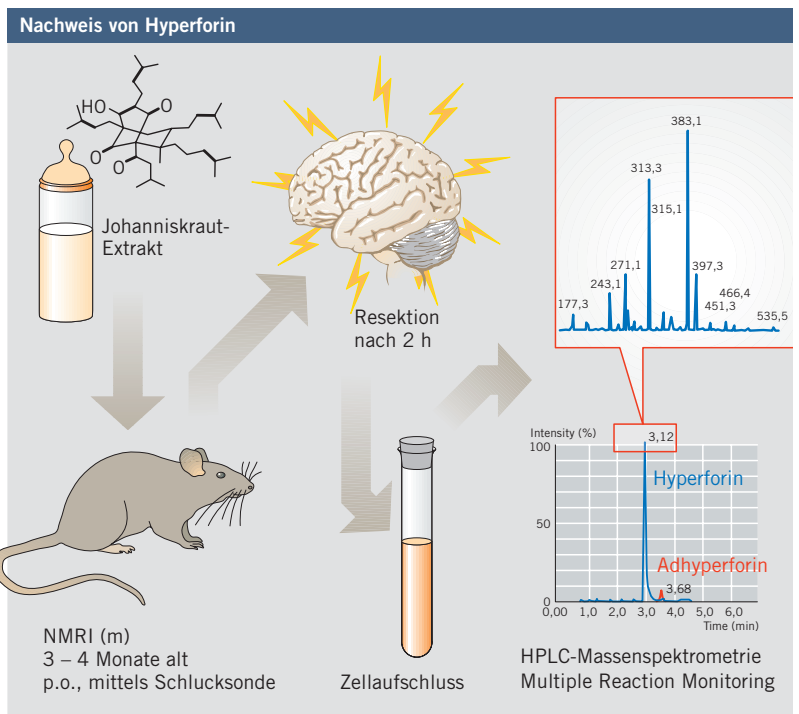 Nachweis von Hyperforin
HO
O
O
O
Johanniskraut-
Extrakt
Resektion
nach 2 h
383,1
313,3
315,1
271,1
397,3
243,1
466,4
177,3
451,3
535,5
Intensity (%)
3,12
100
Hyperforin
50
Adhyperforin
3,68
0
0,00 1,0 2,0 3,0 4,0 5,0 6,0
Time (min)
NMRI (m)
3 – 4 Monate alt
p.o., mittels Schlucksonde
Zellaufschluss
HPLC-Massenspektrometrie
Multiple Reaction Monitoring